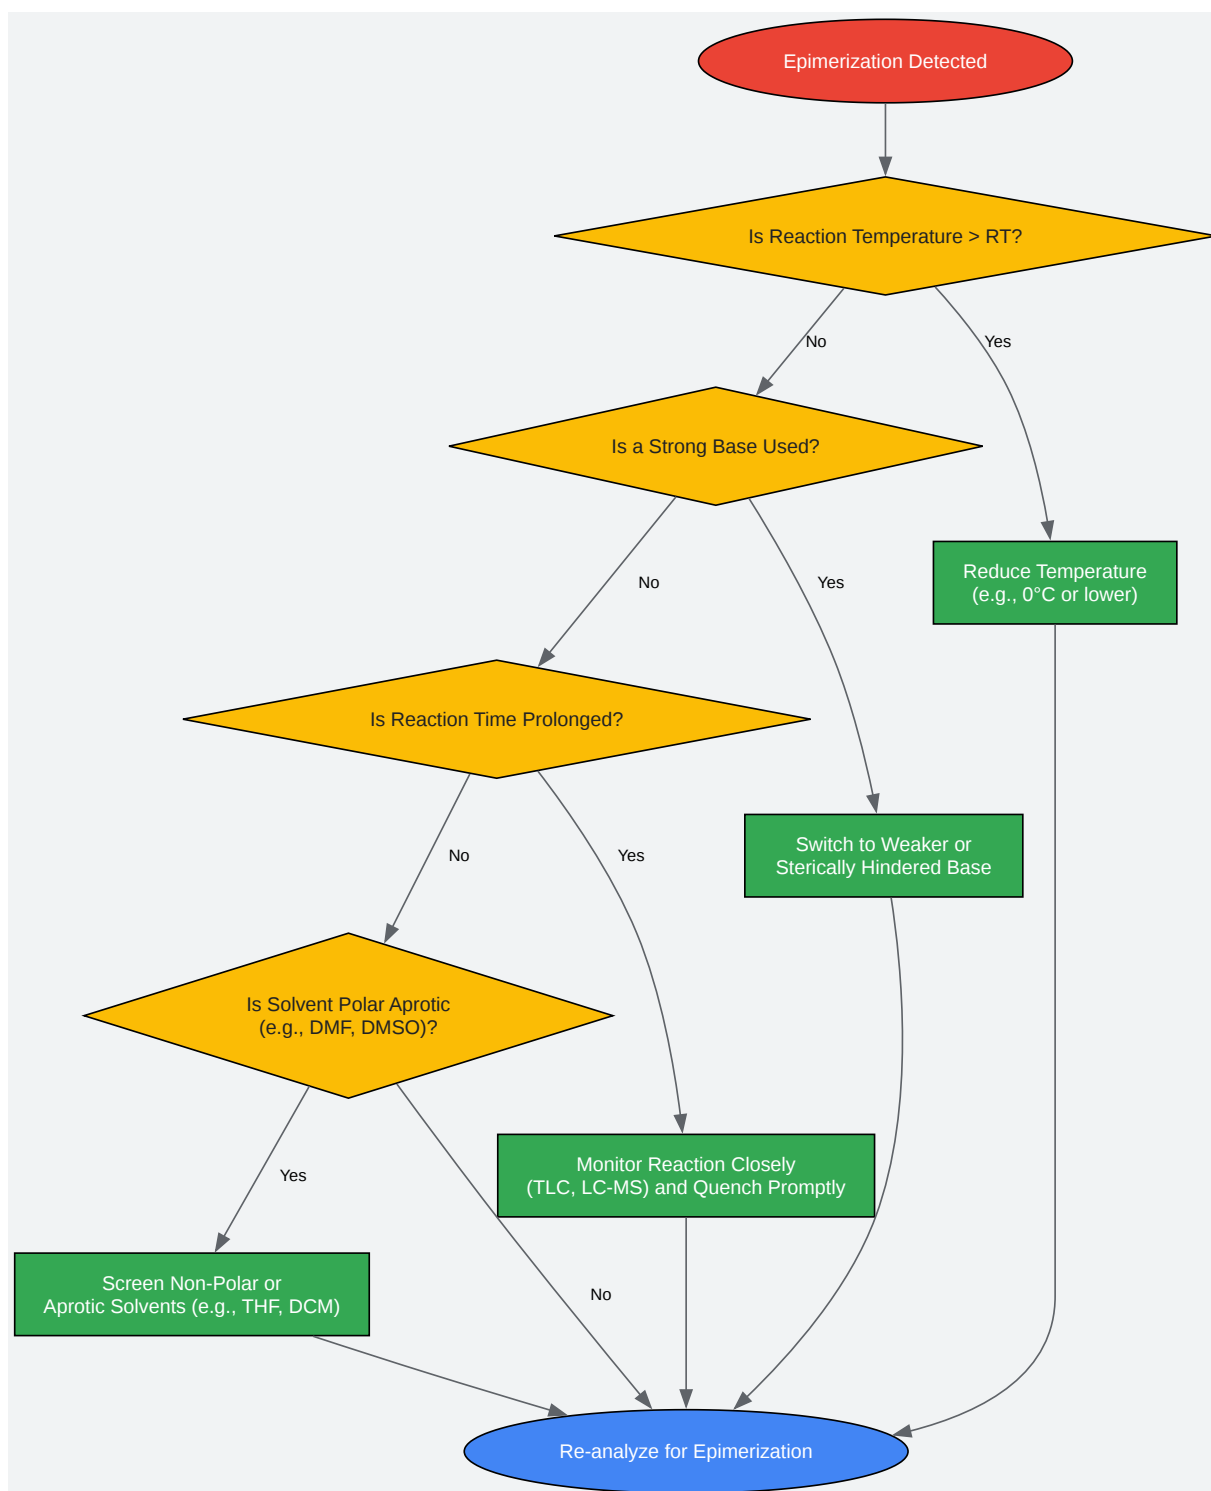 Epimerization Detected
Is Reaction Temperature > RT?
No
Yes
Is a Strong Base Used?
No
Yes
Reduce Temperature
(e.g., 0°C or lower)
Is Reaction Time Prolonged?
No
Yes
Switch to Weaker or
Sterically Hindered Base
Is Solvent Polar Aprotic
(e.g., DMF, DMSO)?
Yes
No
Monitor Reaction Closely
(TLC, LC-MS) and Quench Promptly
Screen Non-Polar or
Aprotic Solvents (e.g., THF, DCM)
Re-analyze for Epimerization